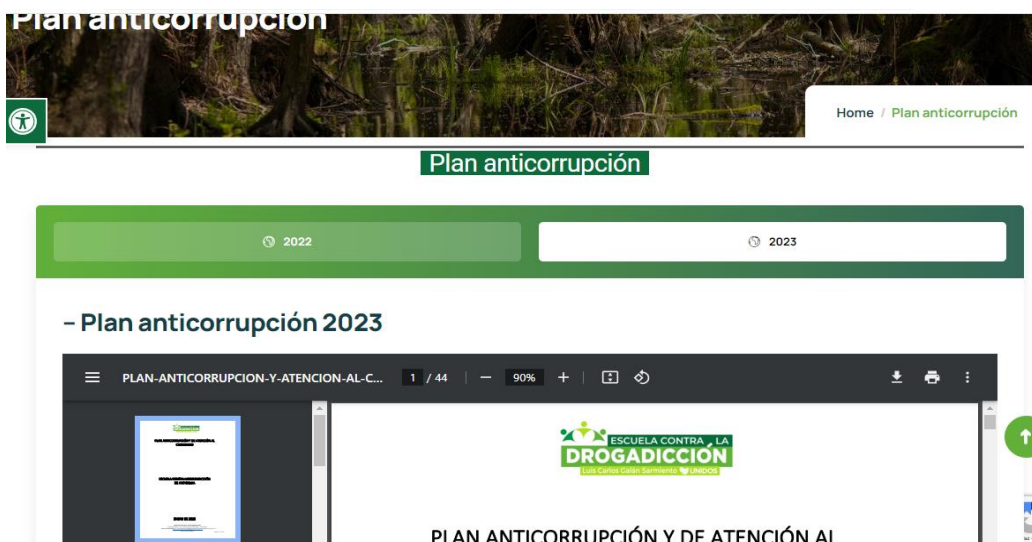 Plan anticorrupción
Home / Plan anticorrupción
Plan anticorrupción
2022
2023
– Plan anticorrupción 2023
PLAN-ANTICORRUPCION-Y-ATENCION-AL-C... 1 / 44 90%
ESCUELA CONTRA LA
DROGADICCIÓN
Luis Carlos Galán Sarmiento UNIDOS
PLAN ANTICORRUPCIÓN Y DE ATENCIÓN AL